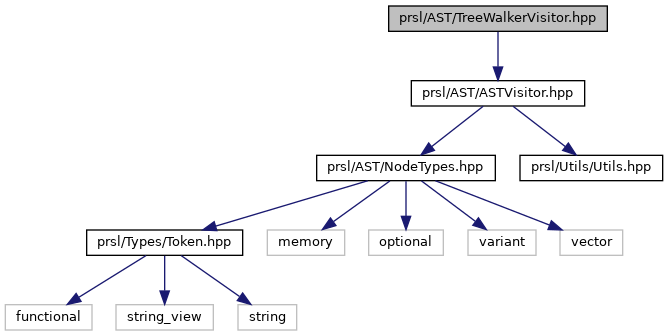 prsl/AST/TreeWalkerVisitor.hpp
prsl/AST/ASTVisitor.hpp
prsl/AST/NodeTypes.hpp
prsl/Utils/Utils.hpp
prsl/Types/Token.hpp
memory
optional
variant
vector
functional
string_view
string